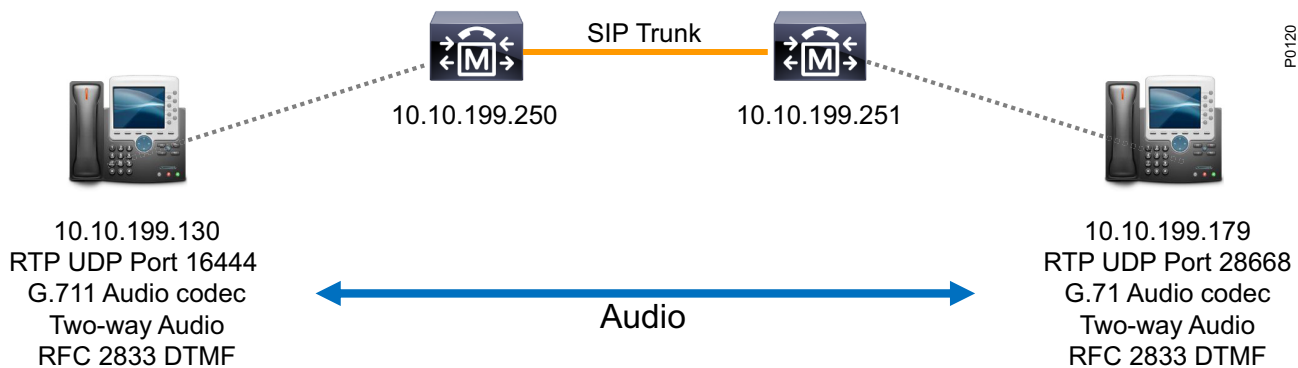 SIP Trunk
P0120
M
M
10.10.199.250
10.10.199.251
10.10.199.130
RTP UDP Port 16444
G.711 Audio codec
Two-way Audio
RFC 2833 DTMF
Audio
10.10.199.179
RTP UDP Port 28668
G.71 Audio codec
Two-way Audio
RFC 2833 DTMF